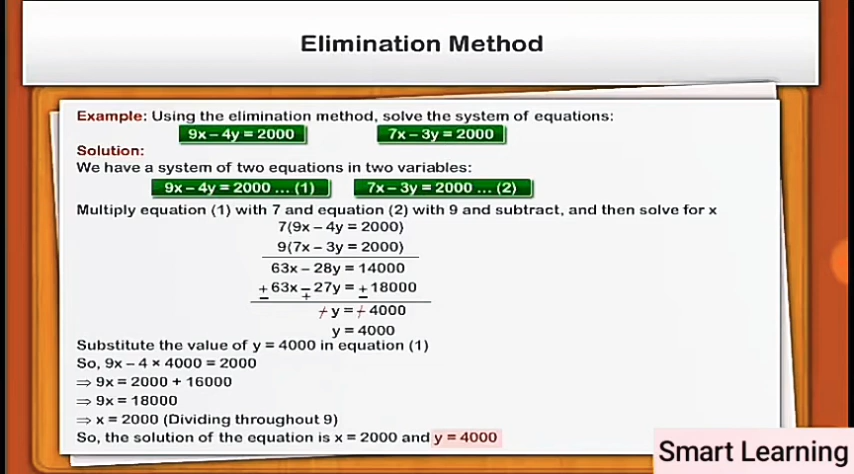 Elimination Method
Example: Using the elimination method, solve the system of equations:
9x – 4y = 2000 7x – 3y = 2000
Solution:
We have a system of two equations in two variables:
9x – 4y = 2000 ... (1) 7x – 3y = 2000 ... (2)
Multiply equation (1) with 7 and equation (2) with 9 and subtract, and then solve for x
7(9x – 4y = 2000)
9(7x – 3y = 2000)
63x – 28y = 14000
+ 63x – 27y = + 18000
– + –
– y = – 4000
y = 4000
Substitute the value of y = 4000 in equation (1)
So, 9x – 4 × 4000 = 2000
⇒ 9x = 2000 + 16000
⇒ 9x = 18000
⇒ x = 2000 (Dividing throughout 9)
So, the solution of the equation is x = 2000 and y = 4000
Smart Learning